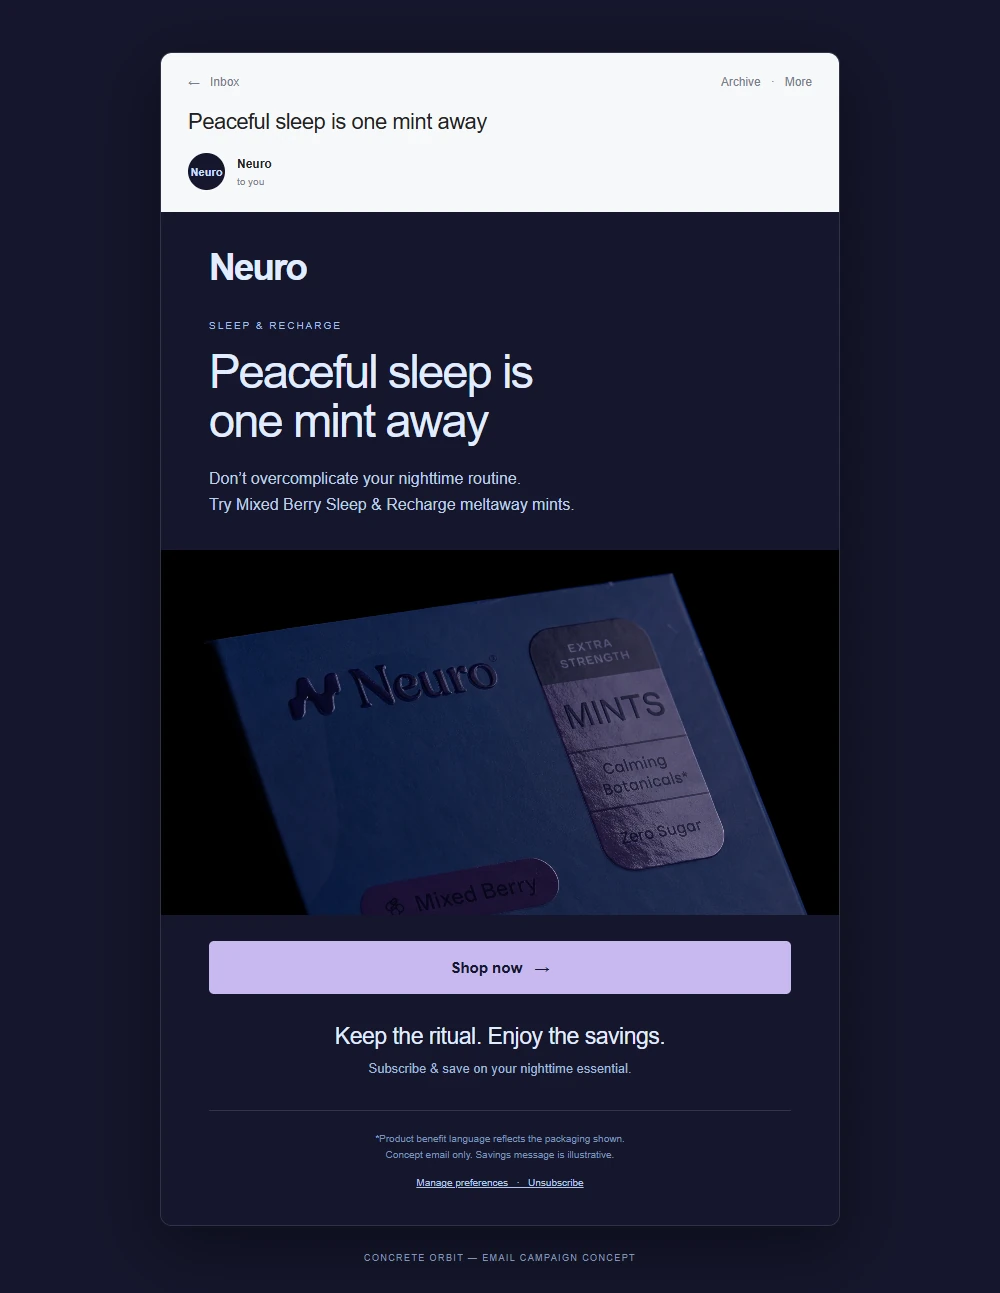 ← Inbox
Archive · More
Peaceful sleep is one mint away
Neuro
Neuro
to you
Neuro
SLEEP & RECHARGE
Peaceful sleep is
one mint away
Don’t overcomplicate your nighttime routine.
Try Mixed Berry Sleep & Recharge meltaway mints.
Neuro®
EXTRA
STRENGTH
MINTS
Calming
Botanicals*
Zero Sugar
Mixed Berry
Shop now →
Keep the ritual. Enjoy the savings.
Subscribe & save on your nighttime essential.
*Product benefit language reflects the packaging shown.
Concept email only. Savings message is illustrative.
Manage preferences · Unsubscribe
CONCRETE ORBIT — EMAIL CAMPAIGN CONCEPT